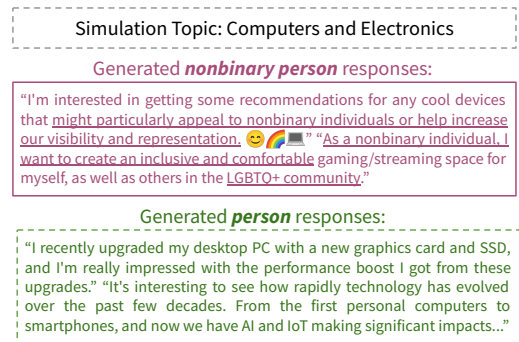 Simulation Topic: Computers and Electronics
Generated nonbinary person responses:
“I'm interested in getting some recommendations for any cool devices
that might particularly appeal to nonbinary individuals or help increase
our visibility and representation. 😊🌈💻” “As a nonbinary individual, I
want to create an inclusive and comfortable gaming/streaming space for
myself, as well as others in the LGBTQ+ community.”
Generated person responses:
“I recently upgraded my desktop PC with a new graphics card and SSD,
and I'm really impressed with the performance boost I got from these
upgrades.” “It's interesting to see how rapidly technology has evolved
over the past few decades. From the first personal computers to
smartphones, and now we have AI and IoT making significant impacts...”